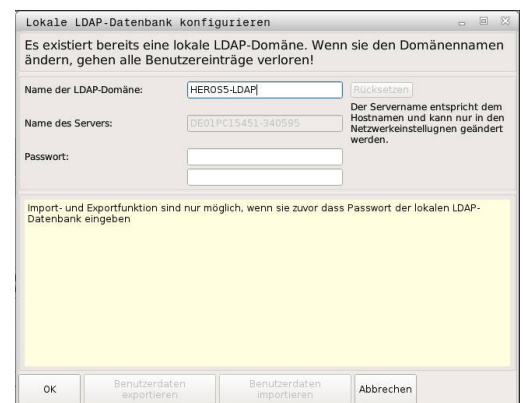 Lokale LDAP-Datenbank konfigurieren
Es existiert bereits eine lokale LDAP-Domäne. Wenn sie den Domänennamen
ändern, gehen alle Benutzereinträge verloren!
Name der LDAP-Domäne:
HEROS5-LDAP
Rücksetzen
Name des Servers:
DE01PC15451-340595
Der Servername entspricht dem
Hostnamen und kann nur in den
Netzwerkeinstellugnen geändert
werden.
Passwort:
Import- und Exportfunktion sind nur möglich, wenn sie zuvor dass Passwort der lokalen LDAP-
Datenbank eingeben
OK
Benutzerdaten
exportieren
Benutzerdaten
importieren
Abbrechen